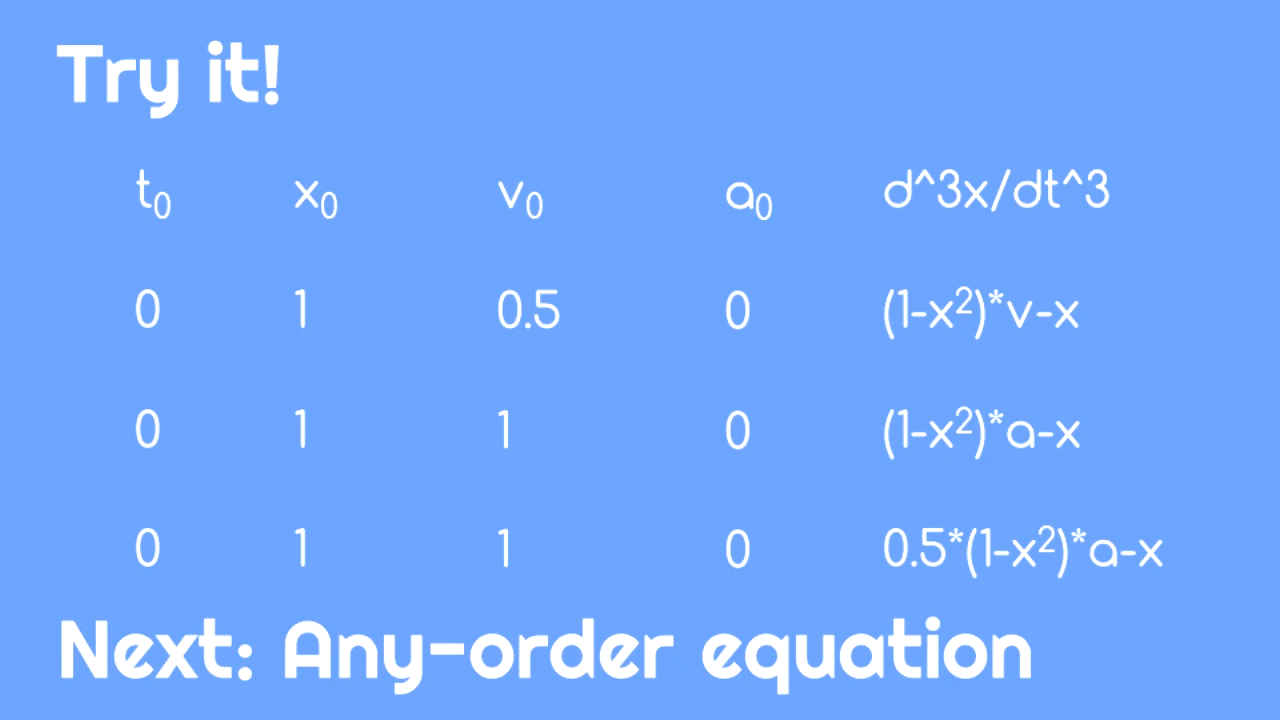 Try it!
t₀ x₀ v₀ a₀ d^3x/dt^3
0 1 0.5 0 (1-x²)*v-x
0 1 1 0 (1-x²)*a-x
0 1 1 0 0.5*(1-x²)*a-x
Next: Any-order equation